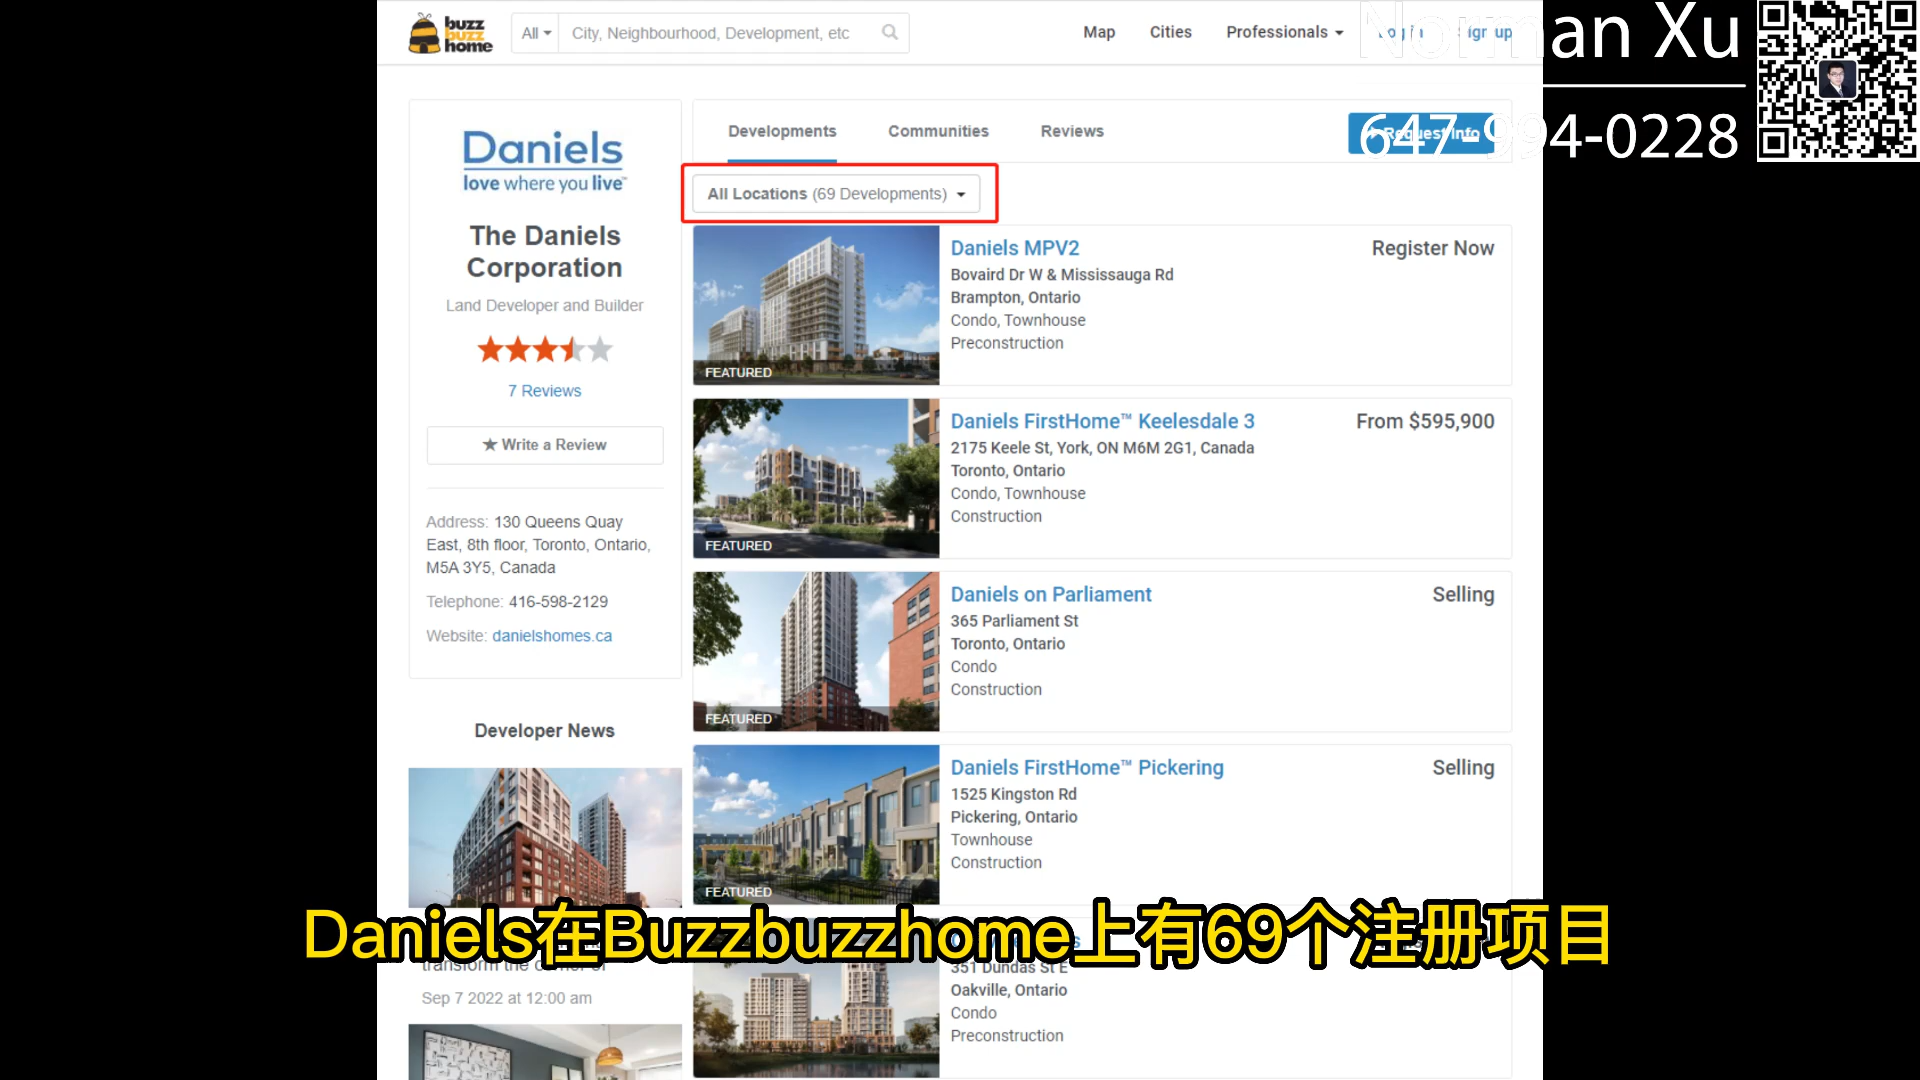 buzz
buzz
home
All
City, Neighbourhood, Development, etc
Map
Cities
Professionals
Norman Xu
647-994-0228
Daniels
love where you live™
The Daniels
Corporation
Land Developer and Builder
7 Reviews
★ Write a Review
Address: 130 Queens Quay
East, 8th floor, Toronto, Ontario,
M5A 3Y5, Canada
Telephone: 416-598-2129
Website: danielshomes.ca
Developer News
Sep 7 2022 at 12:00 am
Developments
Communities
Reviews
Request Info
All Locations (69 Developments)
Daniels MPV2
Register Now
Bovaird Dr W & Mississauga Rd
Brampton, Ontario
Condo, Townhouse
Preconstruction
FEATURED
Daniels FirstHome™ Keelesdale 3
From $595,900
2175 Keele St, York, ON M6M 2G1, Canada
Toronto, Ontario
Condo, Townhouse
Construction
FEATURED
Daniels on Parliament
Selling
365 Parliament St
Toronto, Ontario
Condo
Construction
FEATURED
Daniels FirstHome™ Pickering
Selling
1525 Kingston Rd
Pickering, Ontario
Townhouse
Construction
FEATURED
351 Dundas St E
Oakville, Ontario
Condo
Preconstruction
Daniels在Buzzbuzzhome上有69个注册项目